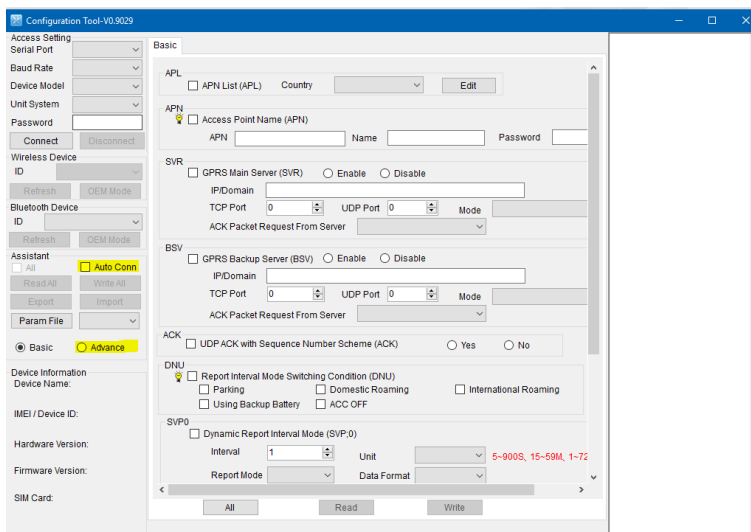 Configuration Tool-V0.9029
Access Setting
Serial Port
Baud Rate
Device Model
Unit System
Password
Connect Disconnect
Wireless Device
ID
Refresh OEM Mode
Bluetooth Device
ID
Refresh OEM Mode
Assistant
All Auto Conn
Read All Write All
Export Import
Param File
Basic Advance
Device Information
Device Name:
IMEI / Device ID:
Hardware Version:
Firmware Version:
SIM Card:
Basic
APL
APN List (APL) Country Edit
APN
Access Point Name (APN)
APN Name Password
SVR
GPRS Main Server (SVR) Enable Disable
IP/Domain
TCP Port 0 UDP Port 0 Mode
ACK Packet Request From Server
BSV
GPRS Backup Server (BSV) Enable Disable
IP/Domain
TCP Port 0 UDP Port 0 Mode
ACK Packet Request From Server
ACK
UDP ACK with Sequence Number Scheme (ACK) Yes No
DNU
Report Interval Mode Switching Condition (DNU)
Parking Domestic Roaming International Roaming
Using Backup Battery ACC OFF
SVP0
Dynamic Report Interval Mode (SVP;0)
Interval 1 Unit 5~900S, 15~59M, 1~72
Report Mode Data Format
All Read Write